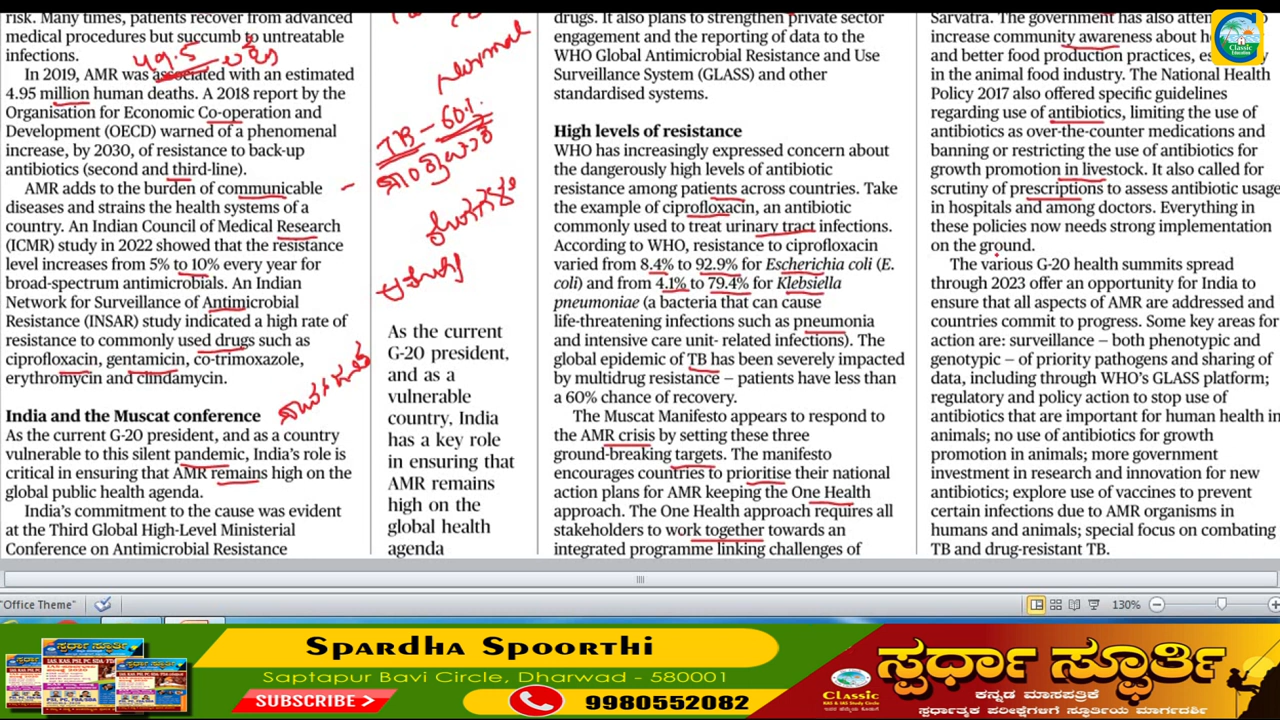 risk. Many times, patients recover from advanced
medical procedures but succumb to untreatable
infections.
49.5 ಲಕ್ಷ
In 2019, AMR was associated with an estimated
4.95 million human deaths. A 2018 report by the
Organisation for Economic Co-operation and
Development (OECD) warned of a phenomenal
increase, by 2030, of resistance to back-up
antibiotics (second and third-line).
AMR adds to the burden of communicable
diseases and strains the health systems of a
country. An Indian Council of Medical Research
(ICMR) study in 2022 showed that the resistance
level increases from 5% to 10% every year for
broad-spectrum antimicrobials. An Indian
Network for Surveillance of Antimicrobial
Resistance (INSAR) study indicated a high rate of
resistance to commonly used drugs such as
ciprofloxacin, gentamicin, co-trimoxazole,
erythromycin and clindamycin.
India and the Muscat conference
As the current G-20 president, and as a country
vulnerable to this silent pandemic, India's role is
critical in ensuring that AMR remains high on the
global public health agenda.
India's commitment to the cause was evident
at the Third Global High-Level Ministerial
Conference on Antimicrobial Resistance
Normal
TB - 60%
As the current
G-20 president,
and as a
vulnerable
country, India
has a key role
in ensuring that
AMR remains
high on the
global health
agenda
drugs. It also plans to strengthen private sector
engagement and the reporting of data to the
WHO Global Antimicrobial Resistance and Use
Surveillance System (GLASS) and other
standardised systems.
High levels of resistance
WHO has increasingly expressed concern about
the dangerously high levels of antibiotic
resistance among patients across countries. Take
the example of ciprofloxacin, an antibiotic
commonly used to treat urinary tract infections.
According to WHO, resistance to ciprofloxacin
varied from 8.4% to 92.9% for Escherichia coli (E.
coli) and from 4.1% to 79.4% for Klebsiella
pneumoniae (a bacteria that can cause
life-threatening infections such as pneumonia
and intensive care unit- related infections). The
global epidemic of TB has been severely impacted
by multidrug resistance – patients have less than
a 60% chance of recovery.
The Muscat Manifesto appears to respond to
the AMR crisis by setting these three
ground-breaking targets. The manifesto
encourages countries to prioritise their national
action plans for AMR keeping the One Health
approach. The One Health approach requires all
stakeholders to work together towards an
integrated programme linking challenges of
Sarvatra. The government has also
increase community awareness about
and better food production practices,
in the animal food industry. The National Health
Policy 2017 also offered specific guidelines
regarding use of antibiotics, limiting the use of
antibiotics as over-the-counter medications and
banning or restricting the use of antibiotics for
growth promotion in livestock. It also called for
scrutiny of prescriptions to assess antibiotic usage
in hospitals and among doctors. Everything in
these policies now needs strong implementation
on the ground.
The various G-20 health summits spread
through 2023 offer an opportunity for India to
ensure that all aspects of AMR are addressed and
countries commit to progress. Some key areas for
action are: surveillance – both phenotypic and
genotypic – of priority pathogens and sharing of
data, including through WHO's GLASS platform;
regulatory and policy action to stop use of
antibiotics that are important for human health in
animals; no use of antibiotics for growth
promotion in animals; more government
investment in research and innovation for new
antibiotics; explore use of vaccines to prevent
certain infections due to AMR organisms in
humans and animals; special focus on combating
TB and drug-resistant TB.
Classic
Education
"Office Theme"
130%
Spardha Spoorthi
Saptapur Bavi Circle, Dharwad - 580001
SUBSCRIBE
9980552082
Classic
ಸ್ಪರ್ಧಾ ಸ್ಫೂರ್ತಿ
ಕನ್ನಡ ಮಾಸಪತ್ರಿಕೆ
ಸ್ಪರ್ಧಾತ್ಮಕ ಪರೀಕ್ಷೆಗಳಿಗೆ ಸ್ಫೂರ್ತಿಯ ಮಾರ್ಗದರ್ಶಿ